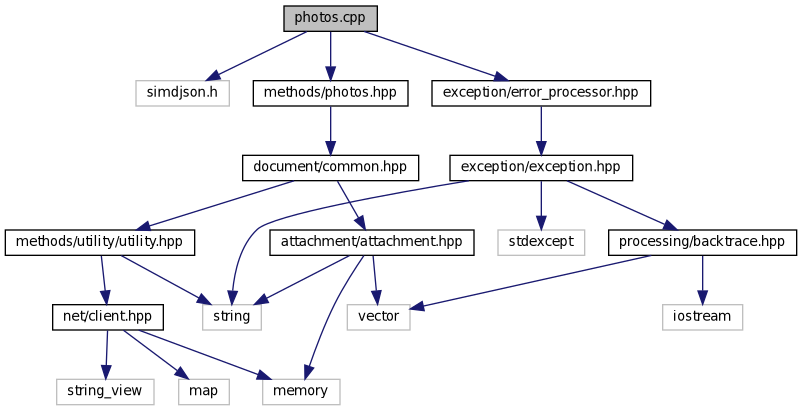 photos.cpp
simdjson.h
methods/photos.hpp
exception/error_processor.hpp
document/common.hpp
exception/exception.hpp
methods/utility/utility.hpp
attachment/attachment.hpp
stdexcept
processing/backtrace.hpp
net/client.hpp
string
vector
iostream
string_view
map
memory